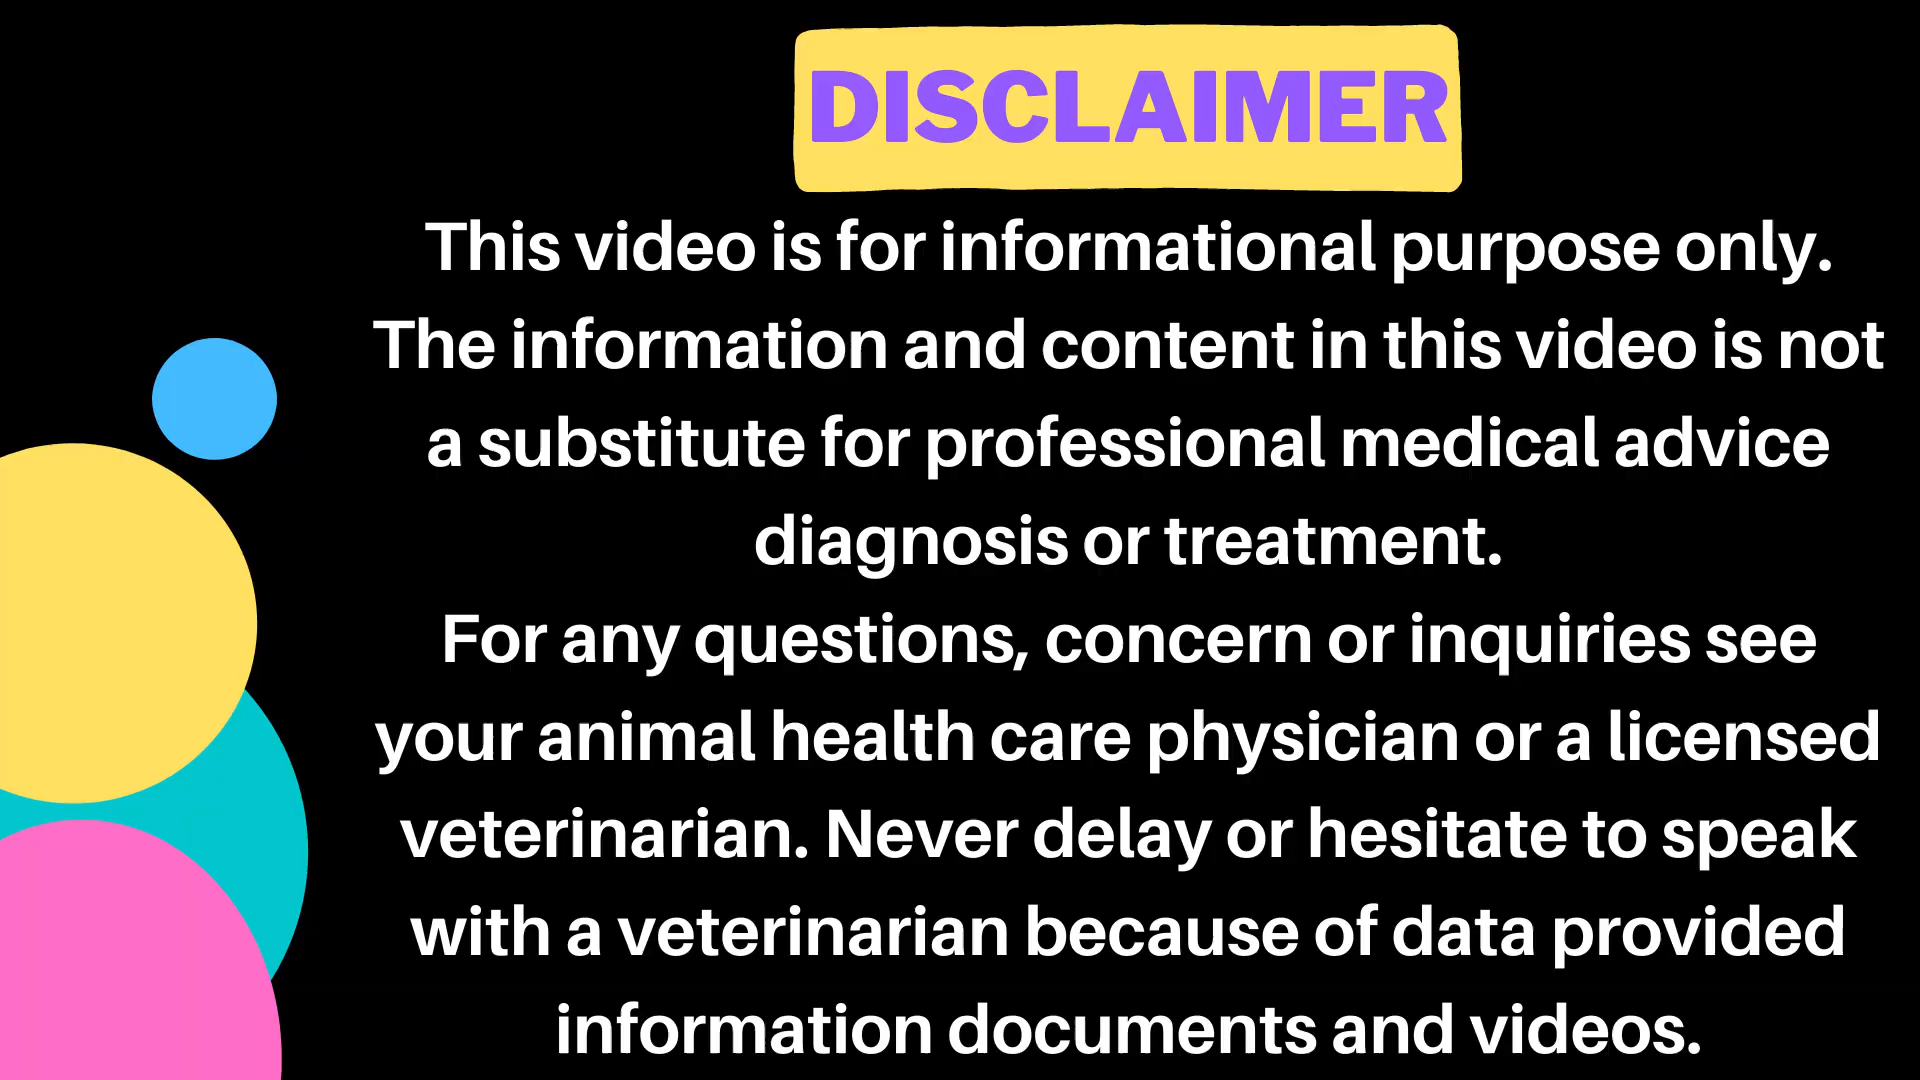 DISCLAIMER
This video is for informational purpose only.
The information and content in this video is not
a substitute for professional medical advice
diagnosis or treatment.
For any questions, concern or inquiries see
your animal health care physician or a licensed
veterinarian. Never delay or hesitate to speak
with a veterinarian because of data provided
information documents and videos.